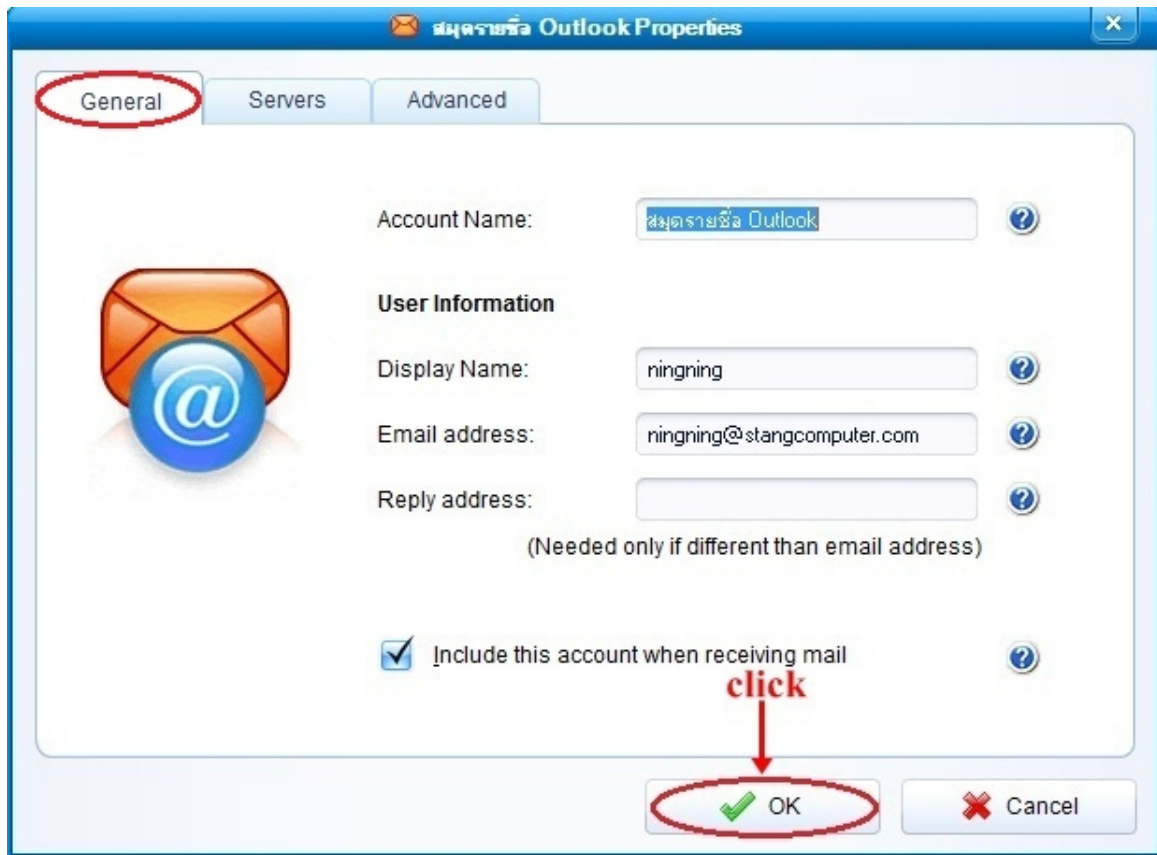 สมุดรายชื่อ Outlook Properties
General Servers Advanced
Account Name: สมุดรายชื่อ Outlook
User Information
Display Name: ningning
Email address: ningning@stangcomputer.com
Reply address:
(Needed only if different than email address)
Include this account when receiving mail
click
OK Cancel